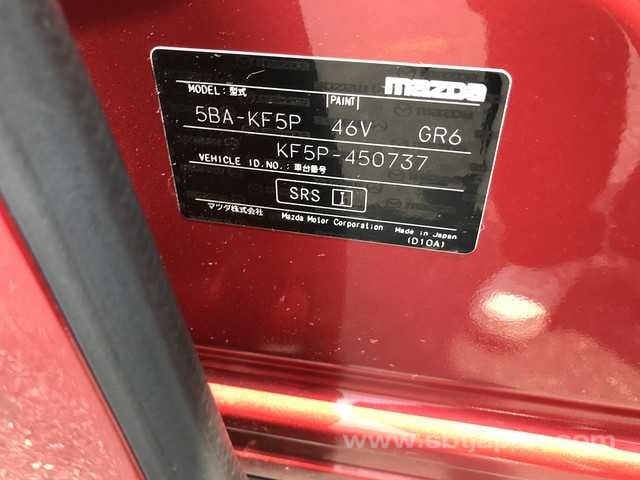 mazda
MODEL: 型式 PAINT
5BA-KF5P 46V GR6
KF5P-450737
VEHICLE ID.NO.: 車台番号
SRS I
マツダ株式会社 Mazda Motor Corporation Made in Japan
(D10A)
www.sbtjapan.com